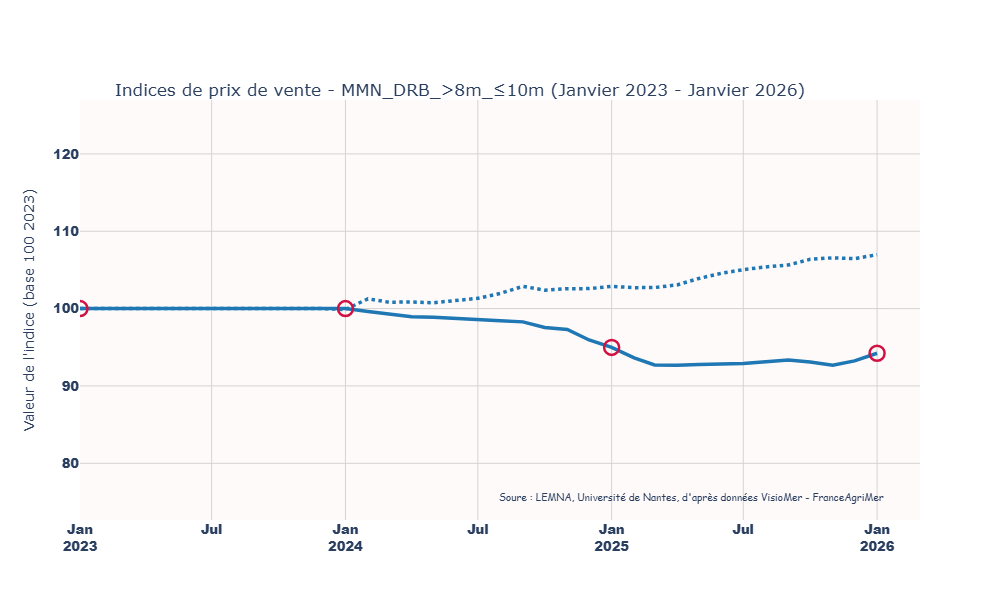 Indices de prix de vente - MMN_DRB_>8m_≤10m (Janvier 2023 - Janvier 2026)
Valeur de l'indice (base 100 2023)
120
110
100
90
80
Soure : LEMNA, Université de Nantes, d'après données VisioMer - FranceAgriMer
Jan
2023
Jul
Jan
2024
Jul
Jan
2025
Jul
Jan
2026